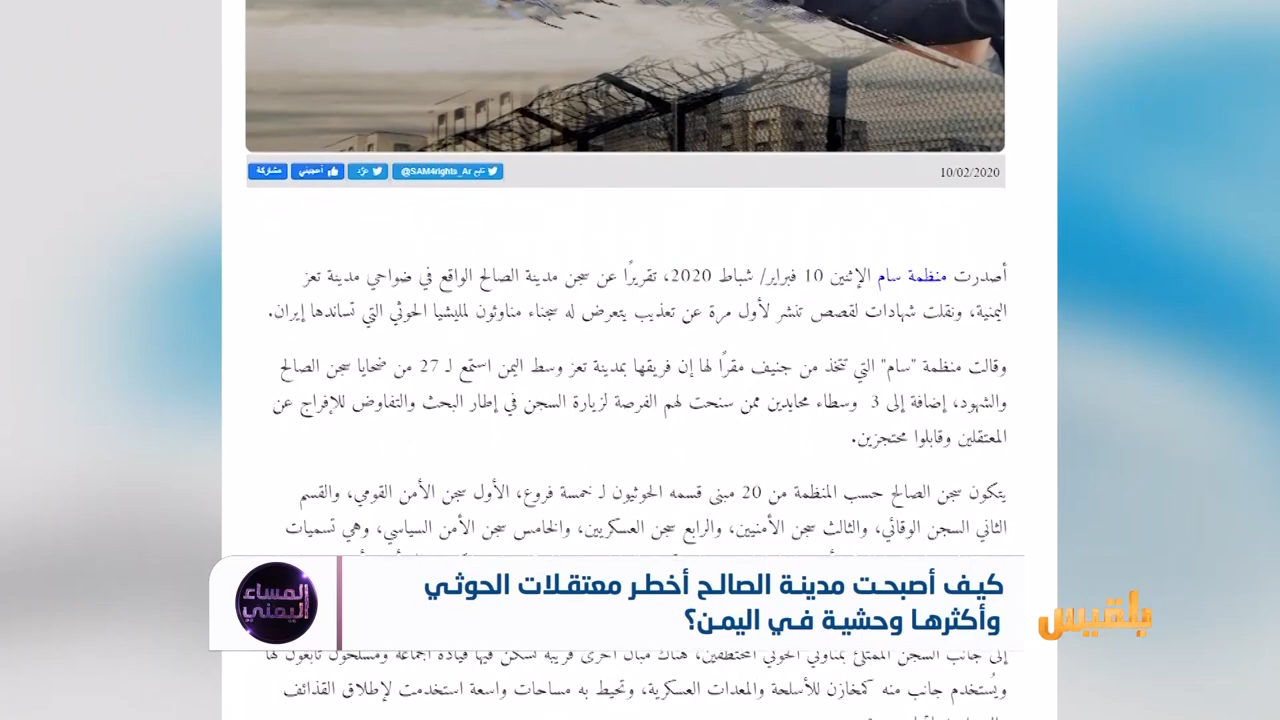 مشاركة أعجبني غرّد تابع @SAM4rights_Ar
10/02/2020
أصدرت منظمة سام الإثنين 10 فبراير/ شباط 2020، تقريرًا عن سجن مدينة الصالح الواقع في ضواحي مدينة تعز
اليمنية، ونقلت شهادات لقصص تنشر لأول مرة عن تعذيب يتعرض له سجناء مناوئون لمليشيا الحوثي التي تساندها إيران.
وقالت منظمة "سام" التي تتخذ من جنيف مقرًا لها إن فريقها بمدينة تعز وسط اليمن استمع لـ 27 من ضحايا سجن الصالح
والشهود، إضافة إلى 3 وسطاء محايدين ممن سنحت لهم الفرصة لزيارة السجن في إطار البحث والتفاوض للإفراج عن
المعتقلين وقابلوا محتجزين.
يتكون سجن الصالح حسب المنظمة من 20 مبنى قسمه الحوثيون لـ خمسة فروع، الأول سجن الأمن القومي، والقسم
الثاني السجن الوقائي، والثالث سجن الأمنيين، والرابع سجن العسكريين، والخامس سجن الأمن السياسي، وهي تسميات
كيف أصبحت مدينة الصالح أخطر معتقلات الحوثي
وأكثرها وحشية في اليمن؟
المساء
اليمني
بلقيس
إلى جانب السجن الممتلئ بمناوئي الحوثي المختطفين، هناك مبان أخرى قريبة تسكن فيها قيادة الجماعة ومسلحون تابعون لها
ويُستخدم جانب منه كمخازن للأسلحة والمعدات العسكرية، وتحيط به مساحات واسعة استخدمت لإطلاق القذائف